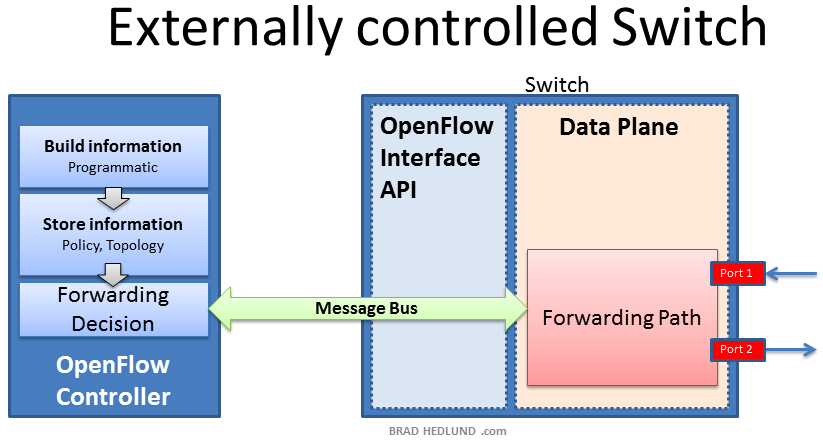 Externally controlled Switch
Switch
Build information
Programmatic
Store information
Policy, Topology
Forwarding
Decision
OpenFlow
Controller
Message Bus
OpenFlow
Interface
API
Data Plane
Forwarding Path
Port 1
Port 2
BRAD HEDLUND .com